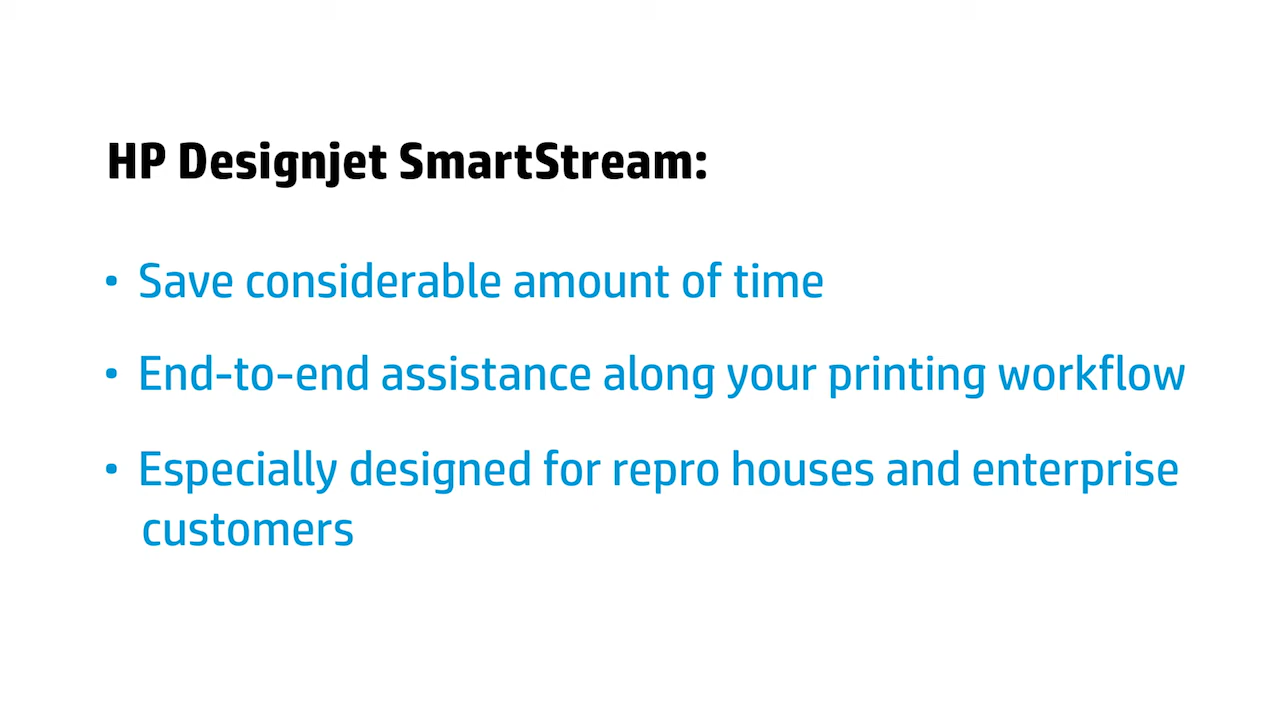 HP Designjet SmartStream:
• Save considerable amount of time
• End-to-end assistance along your printing workflow
• Especially designed for repro houses and enterprise
customers